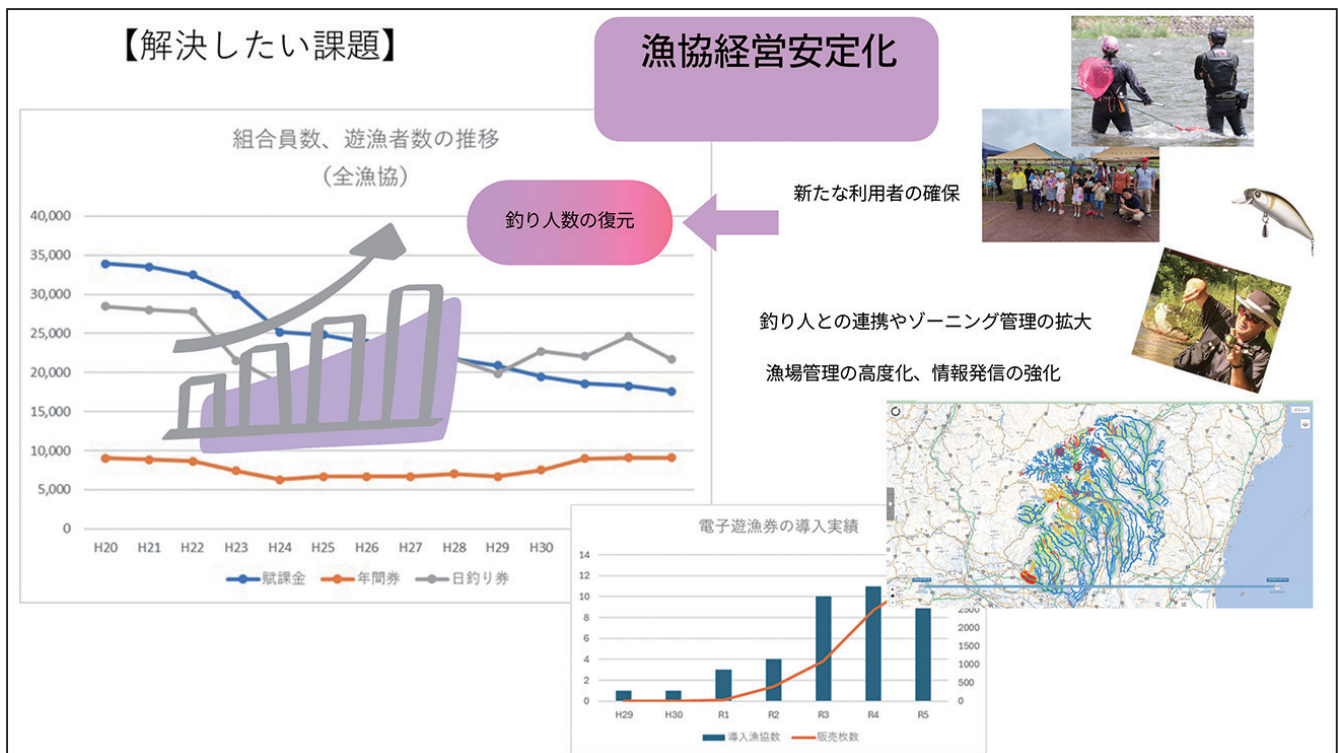 【解決したい課題】
漁協経営安定化
組合員数、遊漁者数の推移
（全漁協）
釣り人数の復元
新たな利用者の確保
釣り人との連携やゾーニング管理の拡大
漁場管理の高度化、情報発信の強化
40,000
35,000
30,000
25,000
20,000
15,000
10,000
5,000
0
H20 H21 H22 H23 H24 H25 H26 H27 H28 H29 H30
賦課金 年間券 日釣り券
電子遊漁券の導入実績
14
12
10
8
6
4
2
0
2500
2000
1500
1000
500
0
H29 H30 R1 R2 R3 R4 R5
導入漁協数 販売枚数